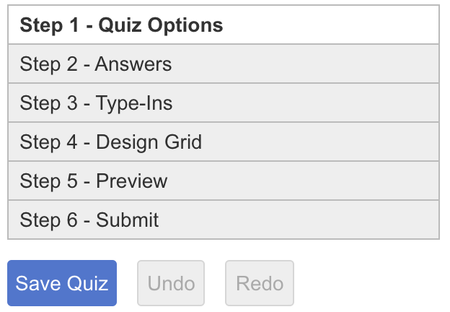 Step 1 - Quiz Options
Step 2 - Answers
Step 3 - Type-Ins
Step 4 - Design Grid
Step 5 - Preview
Step 6 - Submit
Save Quiz Undo Redo